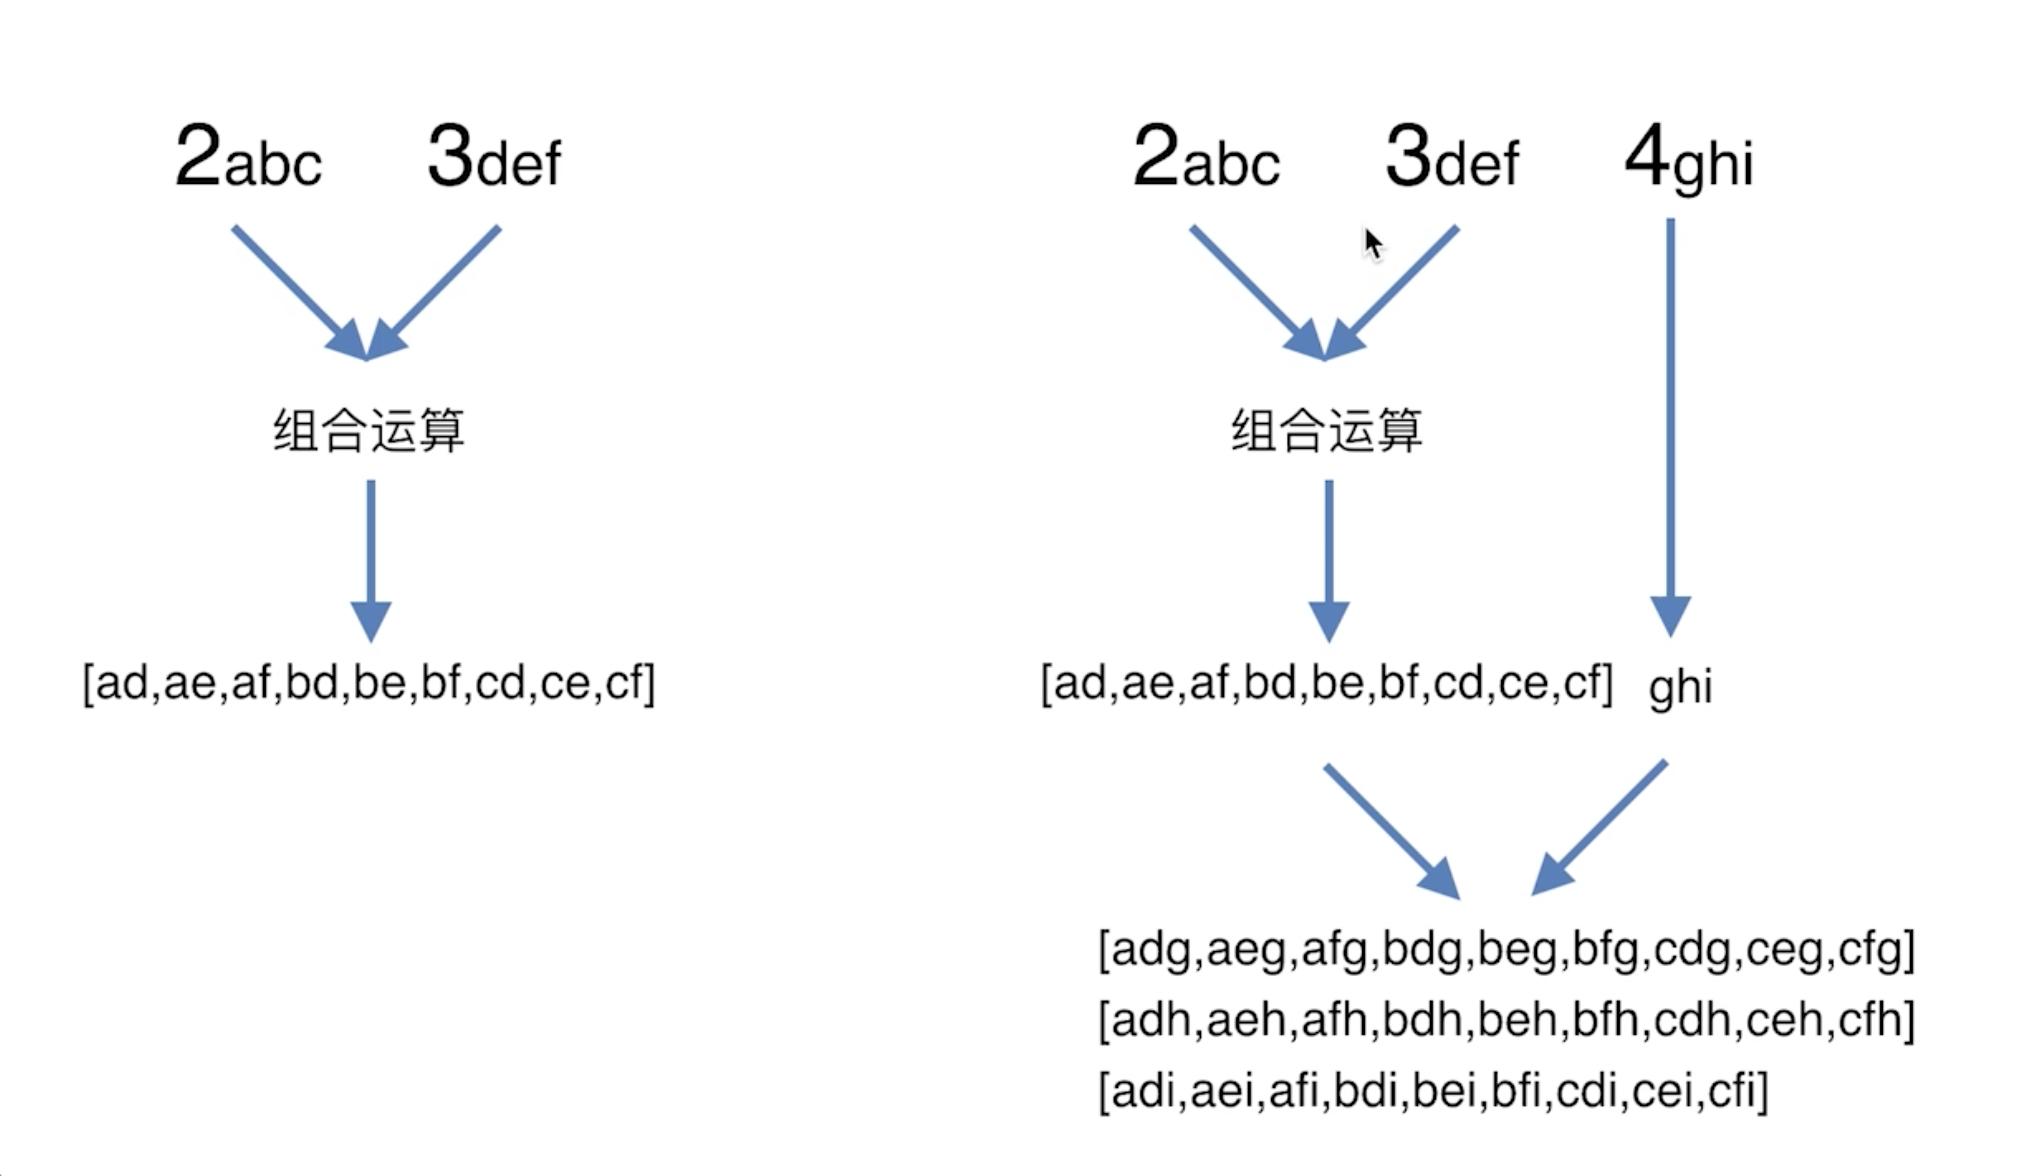 2abc 3def
组合运算
[ad,ae,af,bd,be,bf,cd,ce,cf]
2abc 3def 4ghi
组合运算
[ad,ae,af,bd,be,bf,cd,ce,cf] ghi
[adg,aeg,afg,bdg,beg,bfg,cdg,ceg,cfg]
[adh,aeh,afh,bdh,beh,bfh,cdh,ceh,cfh]
[adi,aei,afi,bdi,bei,bfi,cdi,cei,cfi]